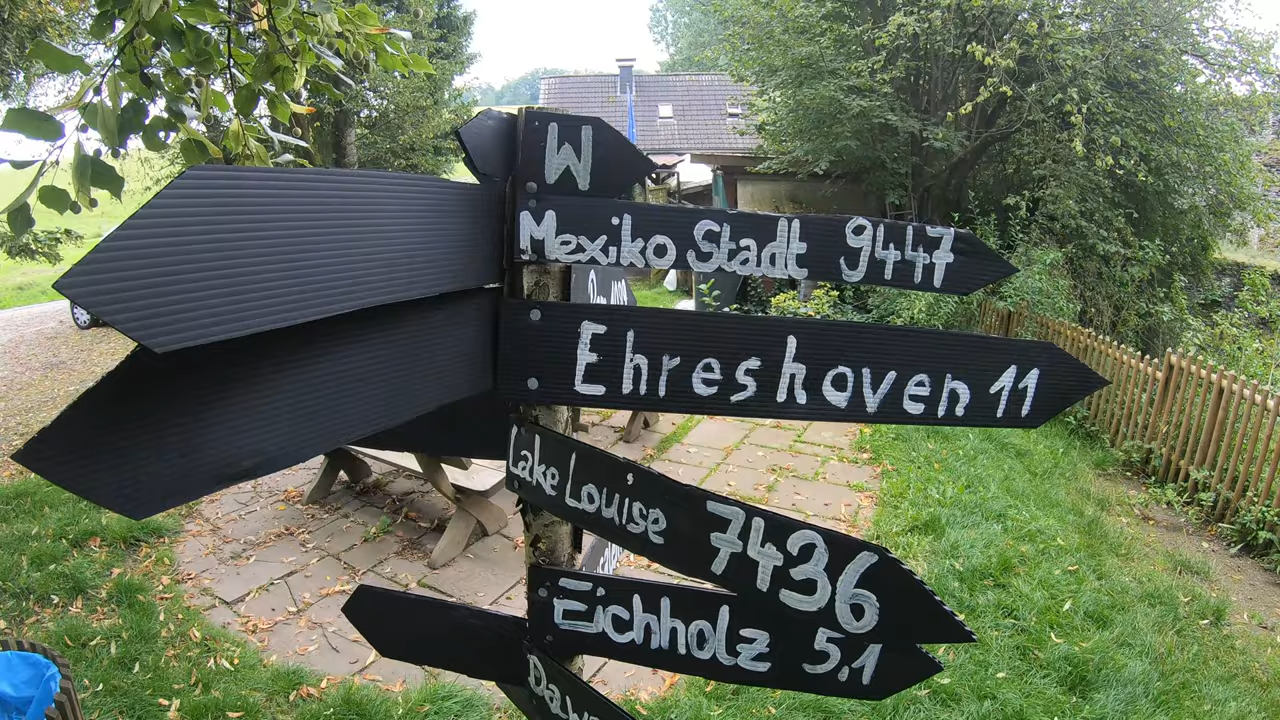 W
Mexiko Stadt 9447
Ehreshoven 11
Lake Louise 7436
Eichholz 5,1